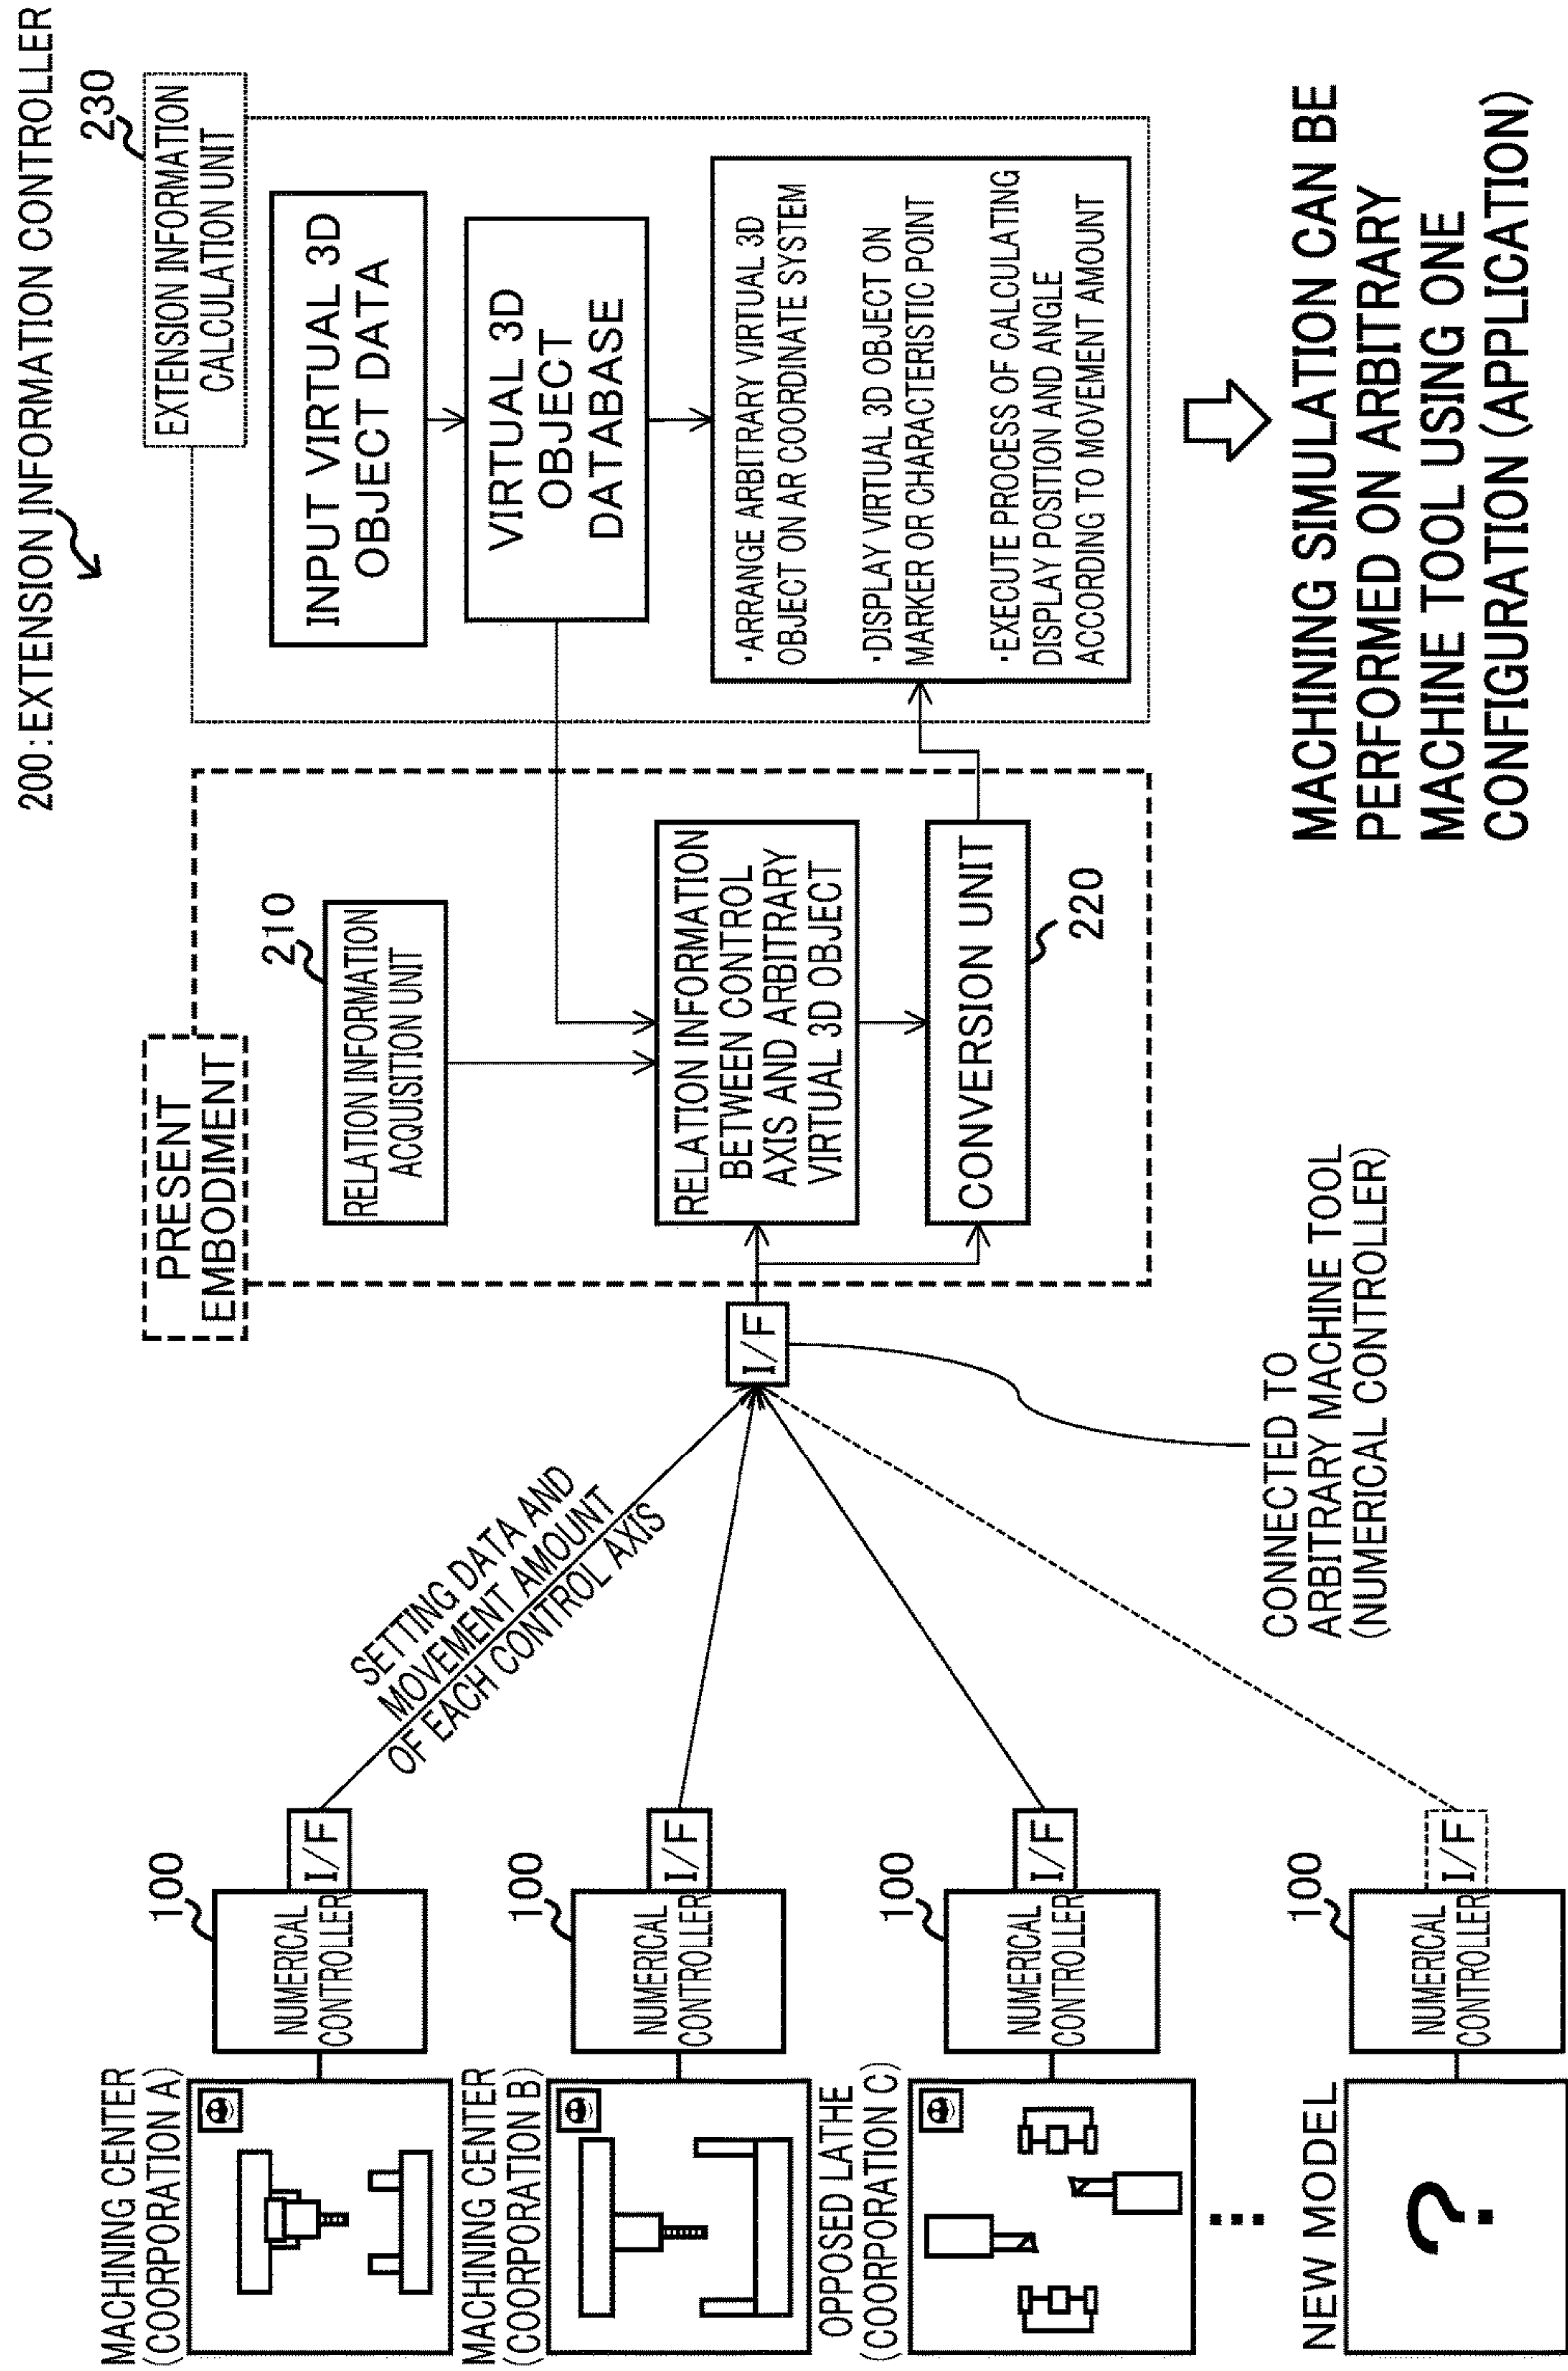 200:EXTENSION INFORMATION CONTROLLER
MACHINING CENTER
(COORPORATION A)
NUMERICAL
CONTROLLER
100
I/F
MACHINING CENTER
(COORPORATION B)
NUMERICAL
CONTROLLER
100
I/F
OPPOSED LATHE
(COORPORATION C)
NUMERICAL
CONTROLLER
100
I/F
NEW MODEL
?
NUMERICAL
CONTROLLER
100
I/F
SETTING DATA AND
MOVEMENT AMOUNT
OF EACH CONTROL AXIS
I/F
CONNECTED TO
ARBITRARY MACHINE TOOL
(NUMERICAL CONTROLLER)
PRESENT
EMBODIMENT
210
RELATION INFORMATION
ACQUISITION UNIT
RELATION INFORMATION
BETWEEN CONTROL
AXIS AND ARBITRARY
VIRTUAL 3D OBJECT
CONVERSION UNIT
220
230
EXTENSION INFORMATION
CALCULATION UNIT
INPUT VIRTUAL 3D
OBJECT DATA
VIRTUAL 3D
OBJECT
DATABASE
・ARRANGE ARBITRARY VIRTUAL 3D
OBJECT ON AR COORDINATE SYSTEM
・DISPLAY VIRTUAL 3D OBJECT ON
MARKER OR CHARACTERISTIC POINT
・EXECUTE PROCESS OF CALCULATING
DISPLAY POSITION AND ANGLE
ACCORDING TO MOVEMENT AMOUNT
MACHINING SIMULATION CAN BE
PERFORMED ON ARBITRARY
MACHINE TOOL USING ONE
CONFIGURATION (APPLICATION)